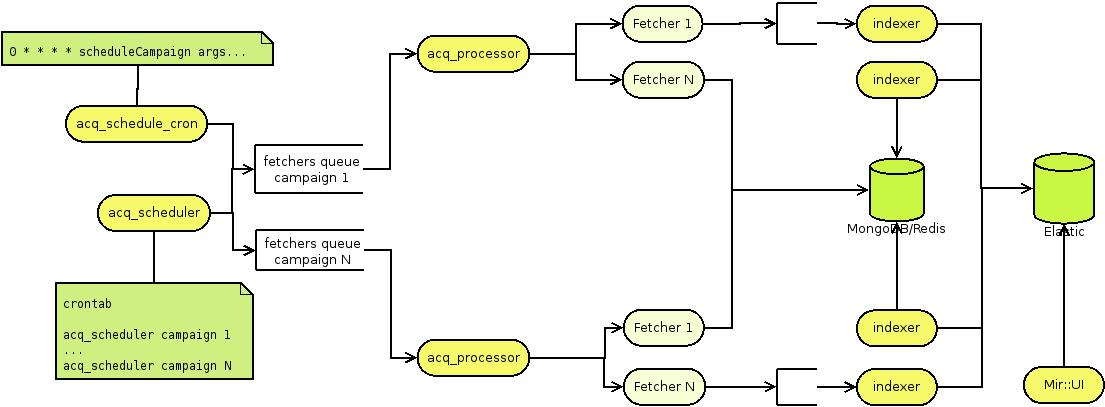 0 * * * * scheduleCampaign args...
acq_schedule_cron
acq_scheduler
crontab
acq_scheduler campaign 1
...
acq_scheduler campaign N
fetchers queue
campaign 1
fetchers queue
campaign N
acq_processor
acq_processor
Fetcher 1
Fetcher N
Fetcher 1
Fetcher N
indexer
indexer
MongoDB/Redis
indexer
indexer
Elastic
Mir::UI